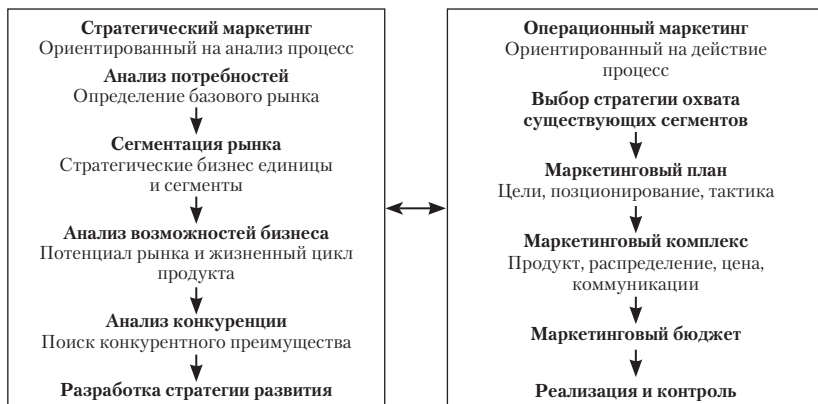 Стратегический маркетинг
Ориентированный на анализ процесс
Анализ потребностей
Определение базового рынка
Сегментация рынка
Стратегические бизнес единицы
и сегменты
Анализ возможностей бизнеса
Потенциал рынка и жизненный цикл
продукта
Анализ конкуренции
Поиск конкурентного преимущества
Разработка стратегии развития
Операционный маркетинг
Ориентированный на действие
процесс
Выбор стратегии охвата
существующих сегментов
Маркетинговый план
Цели, позционирование, тактика
Маркетинговый комплекс
Продукт, распределение, цена,
коммуникации
Маркетинговый бюджет
Реализация и контроль